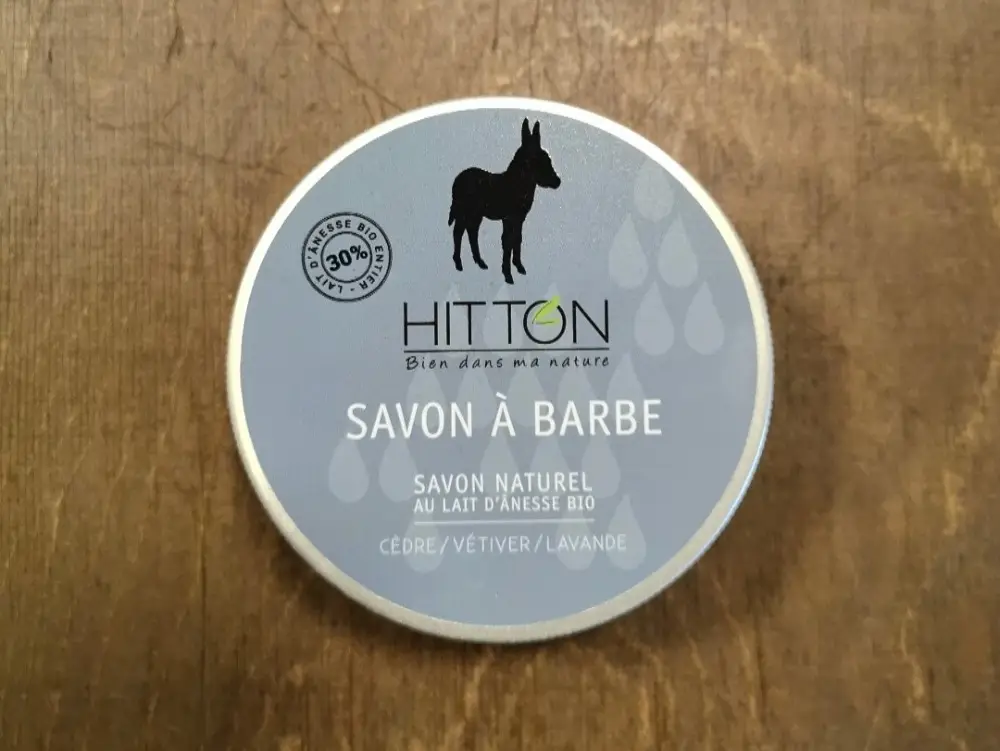 LAIT D'ÂNESSE BIO ENTIER -
30%
HITTON
Bien dans ma nature
SAVON À BARBE
SAVON NATUREL
AU LAIT D'ÂNESSE BIO
CÈDRE/VÉTIVER/LAVANDE